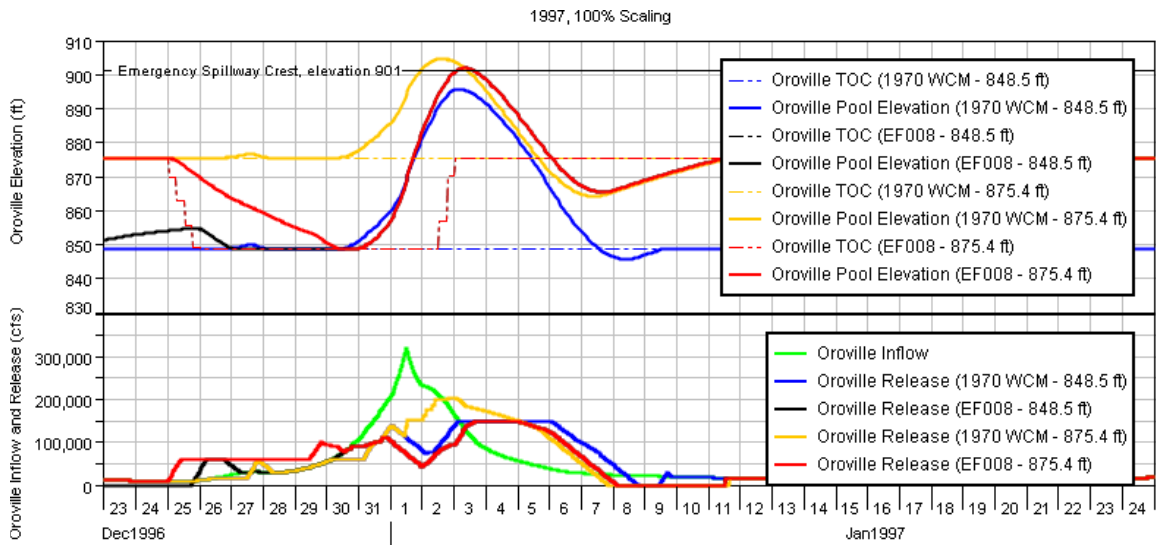 1997, 100% Scaling
Oroville Elevation (ft)
910
900
890
880
870
860
850
840
830
Emergency Spillway Crest, elevation 901
Oroville TOC (1970 WCM - 848.5 ft)
Oroville Pool Elevation (1970 WCM - 848.5 ft)
Oroville TOC (EF008 - 848.5 ft)
Oroville Pool Elevation (EF008 - 848.5 ft)
Oroville TOC (1970 WCM - 875.4 ft)
Oroville Pool Elevation (1970 WCM - 875.4 ft)
Oroville TOC (EF008 - 875.4 ft)
Oroville Pool Elevation (EF008 - 875.4 ft)
Oroville Inflow and Release (cfs)
300,000
200,000
100,000
0
Oroville Inflow
Oroville Release (1970 WCM - 848.5 ft)
Oroville Release (EF008 - 848.5 ft)
Oroville Release (1970 WCM - 875.4 ft)
Oroville Release (EF008 - 875.4 ft)
23 24 25 26 27 28 29 30 31 1 2 3 4 5 6 7 8 9 10 11 12 13 14 15 16 17 18 19 20 21 22 23 24
Dec1996 Jan1997